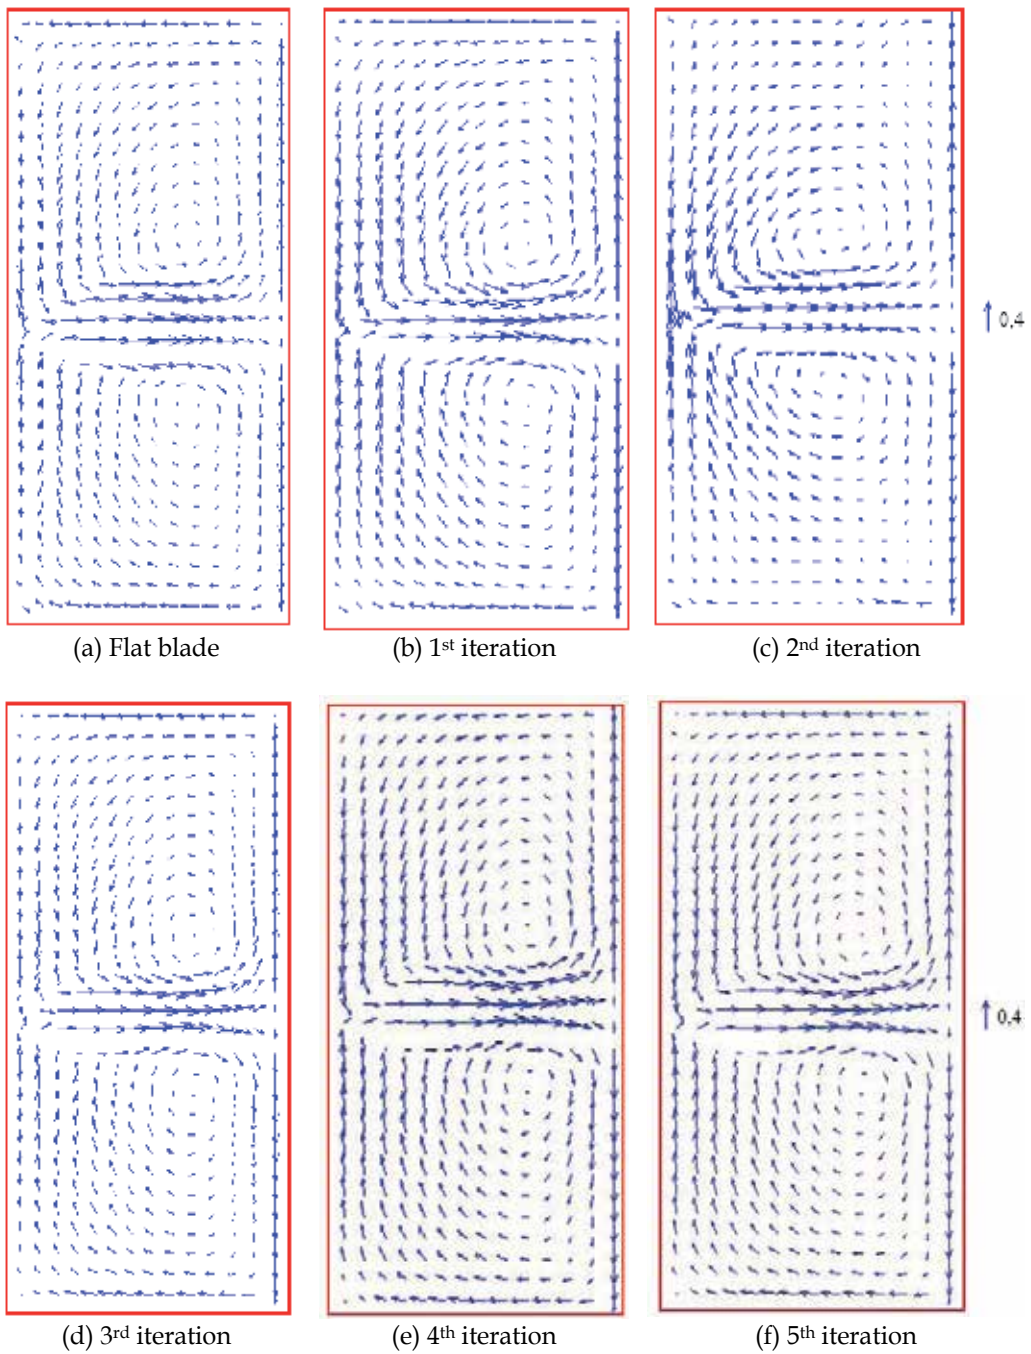 0,4
(a) Flat blade
(b) 1st iteration
(c) 2nd iteration
0,4
(d) 3rd iteration
(e) 4th iteration
(f) 5th iteration